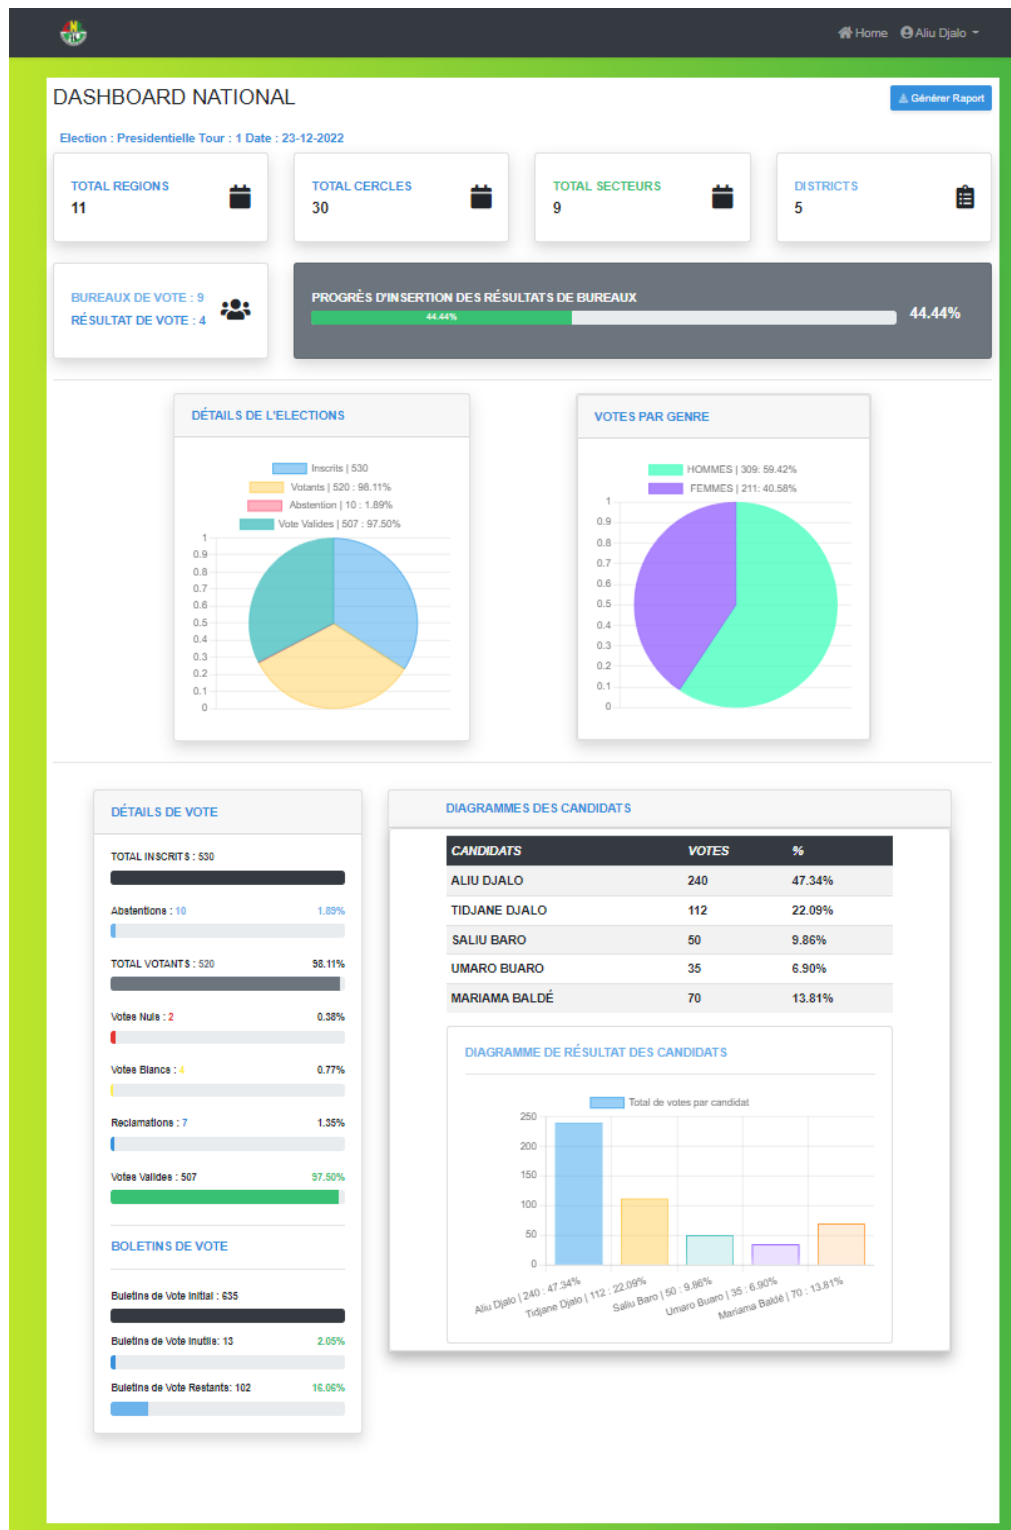 Home Aliu Djalo
DASHBOARD NATIONAL
Générer Raport
Election : Presidentielle Tour : 1 Date : 23-12-2022
TOTAL REGIONS
11
TOTAL CERCLES
30
TOTAL SECTEURS
9
DISTRICTS
5
BUREAUX DE VOTE : 9
RÉSULTAT DE VOTE : 4
PROGRÈS D'INSERTION DES RÉSULTATS DE BUREAUX
44.44%
44.44%
DÉTAILS DE L'ELECTIONS
Inscrits | 530
Votants | 520 : 98.11%
Abstention | 10 : 1.89%
Vote Valides | 507 : 97.50%
1
0.9
0.8
0.7
0.6
0.5
0.4
0.3
0.2
0.1
0
VOTES PAR GENRE
HOMMES | 309: 59.42%
FEMMES | 211: 40.58%
1
0.9
0.8
0.7
0.6
0.5
0.4
0.3
0.2
0.1
0
DÉTAILS DE VOTE
TOTAL INSCRITS : 530
Abstentions : 10 1.89%
TOTAL VOTANTS : 520 98.11%
Votes Nuls : 2 0.38%
Votes Blancs : 4 0.77%
Reclamations : 7 1.35%
Votes Valides : 507 97.50%
BOLETINS DE VOTE
Buletins de Vote Initial : 635
Buletins de Vote Inutils: 13 2.05%
Buletins de Vote Restants: 102 16.06%
DIAGRAMMES DES CANDIDATS
CANDIDATS VOTES %
ALIU DJALO 240 47.34%
TIDJANE DJALO 112 22.09%
SALIU BARO 50 9.86%
UMARO BUARO 35 6.90%
MARIAMA BALDÉ 70 13.81%
DIAGRAMME DE RÉSULTAT DES CANDIDATS
Total de votes par candidat
250
200
150
100
50
0
Aliu Djalo | 240 : 47.34%
Tidjane Djalo | 112 : 22.09%
Saliu Baro | 50 : 9.86%
Umaro Buaro | 35 : 6.90%
Mariama Baldé | 70 : 13.81%